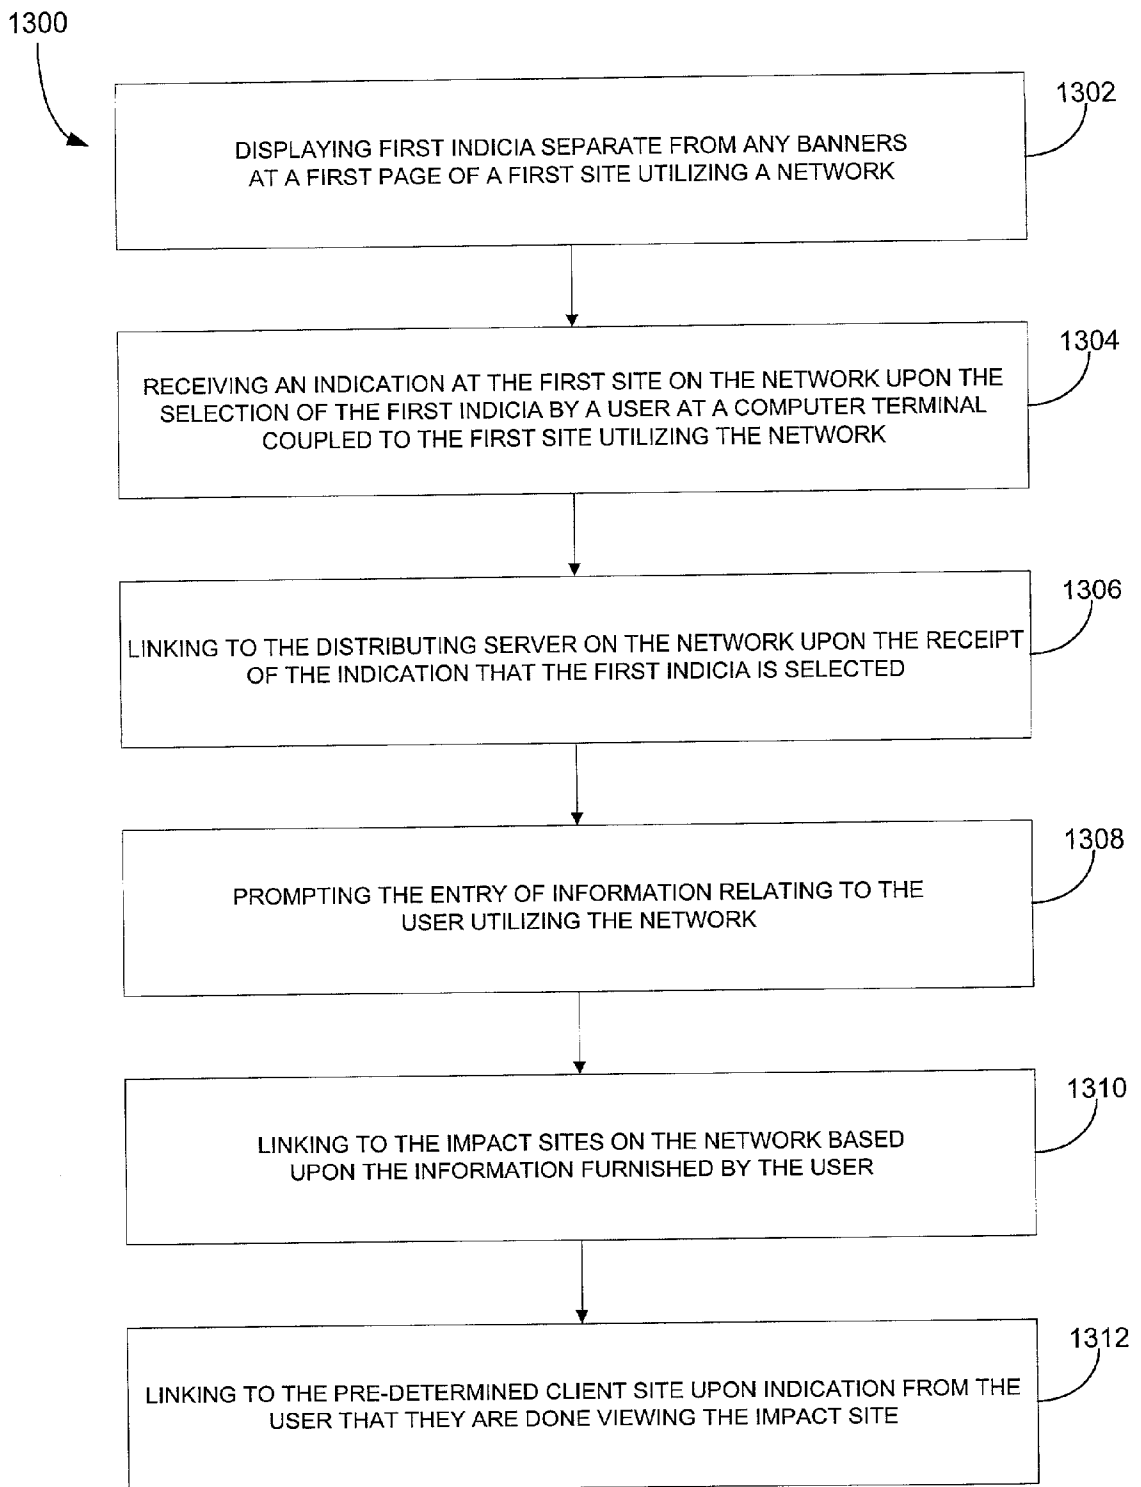 1300
1302
DISPLAYING FIRST INDICIA SEPARATE FROM ANY BANNERS
AT A FIRST PAGE OF A FIRST SITE UTILIZING A NETWORK
1304
RECEIVING AN INDICATION AT THE FIRST SITE ON THE NETWORK UPON THE
SELECTION OF THE FIRST INDICIA BY A USER AT A COMPUTER TERMINAL
COUPLED TO THE FIRST SITE UTILIZING THE NETWORK
1306
LINKING TO THE DISTRIBUTING SERVER ON THE NETWORK UPON THE RECEIPT
OF THE INDICATION THAT THE FIRST INDICIA IS SELECTED
1308
PROMPTING THE ENTRY OF INFORMATION RELATING TO THE
USER UTILIZING THE NETWORK
1310
LINKING TO THE IMPACT SITES ON THE NETWORK BASED
UPON THE INFORMATION FURNISHED BY THE USER
1312
LINKING TO THE PRE-DETERMINED CLIENT SITE UPON INDICATION FROM THE
USER THAT THEY ARE DONE VIEWING THE IMPACT SITE